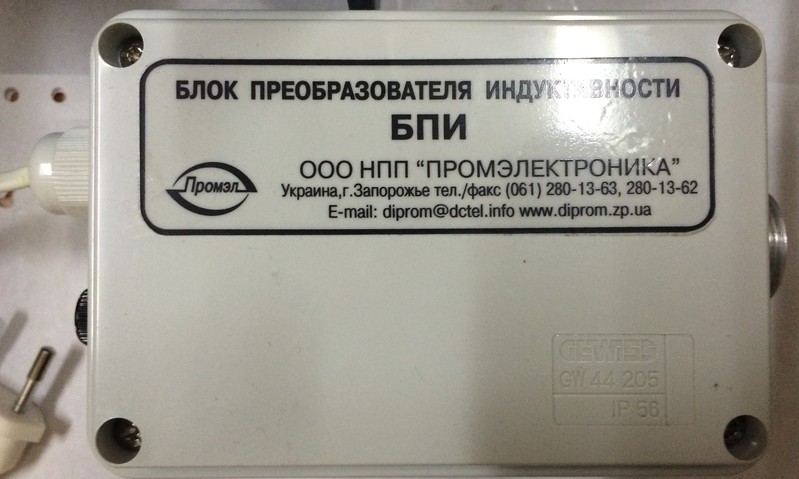 БЛОК ПРЕОБРАЗОВАТЕЛЯ ИНДУКТИВНОСТИ
БПИ
Промэл
ООО НПП “ПРОМЭЛЕКТРОНИКА”
Украина,г.Запорожье тел./факс (061) 280-13-63, 280-13-62
E-mail: diprom@dctel.info www.diprom.zp.ua
GEWISS
GW 44 205
IP 56